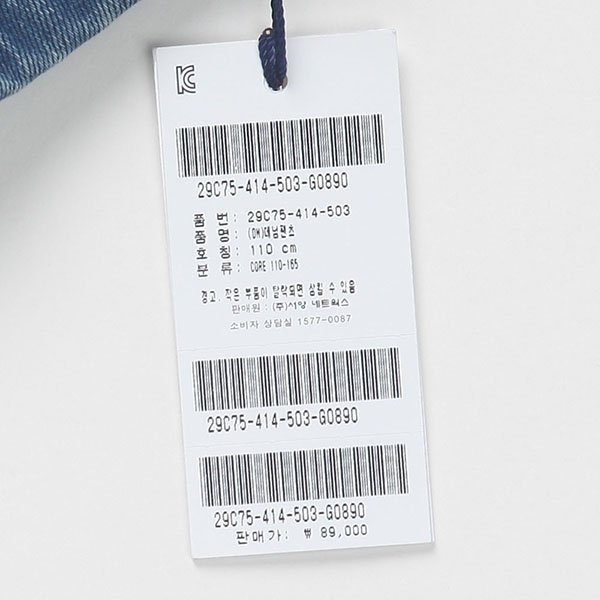 KC
29C75-414-503-G0890
품 번 : 29C75-414-503
품 명 : (OW)데님팬츠
호 칭 : 110 cm
분 류 : CORE 110-165
경고. 작은 부품이 탈락되면 삼킬 수 있음
판매원 : (주)서양 네트웍스
소비자 상담실 1577-0087
29C75-414-503-G0890
29C75-414-503-G0890
판매가: ₩ 89,000